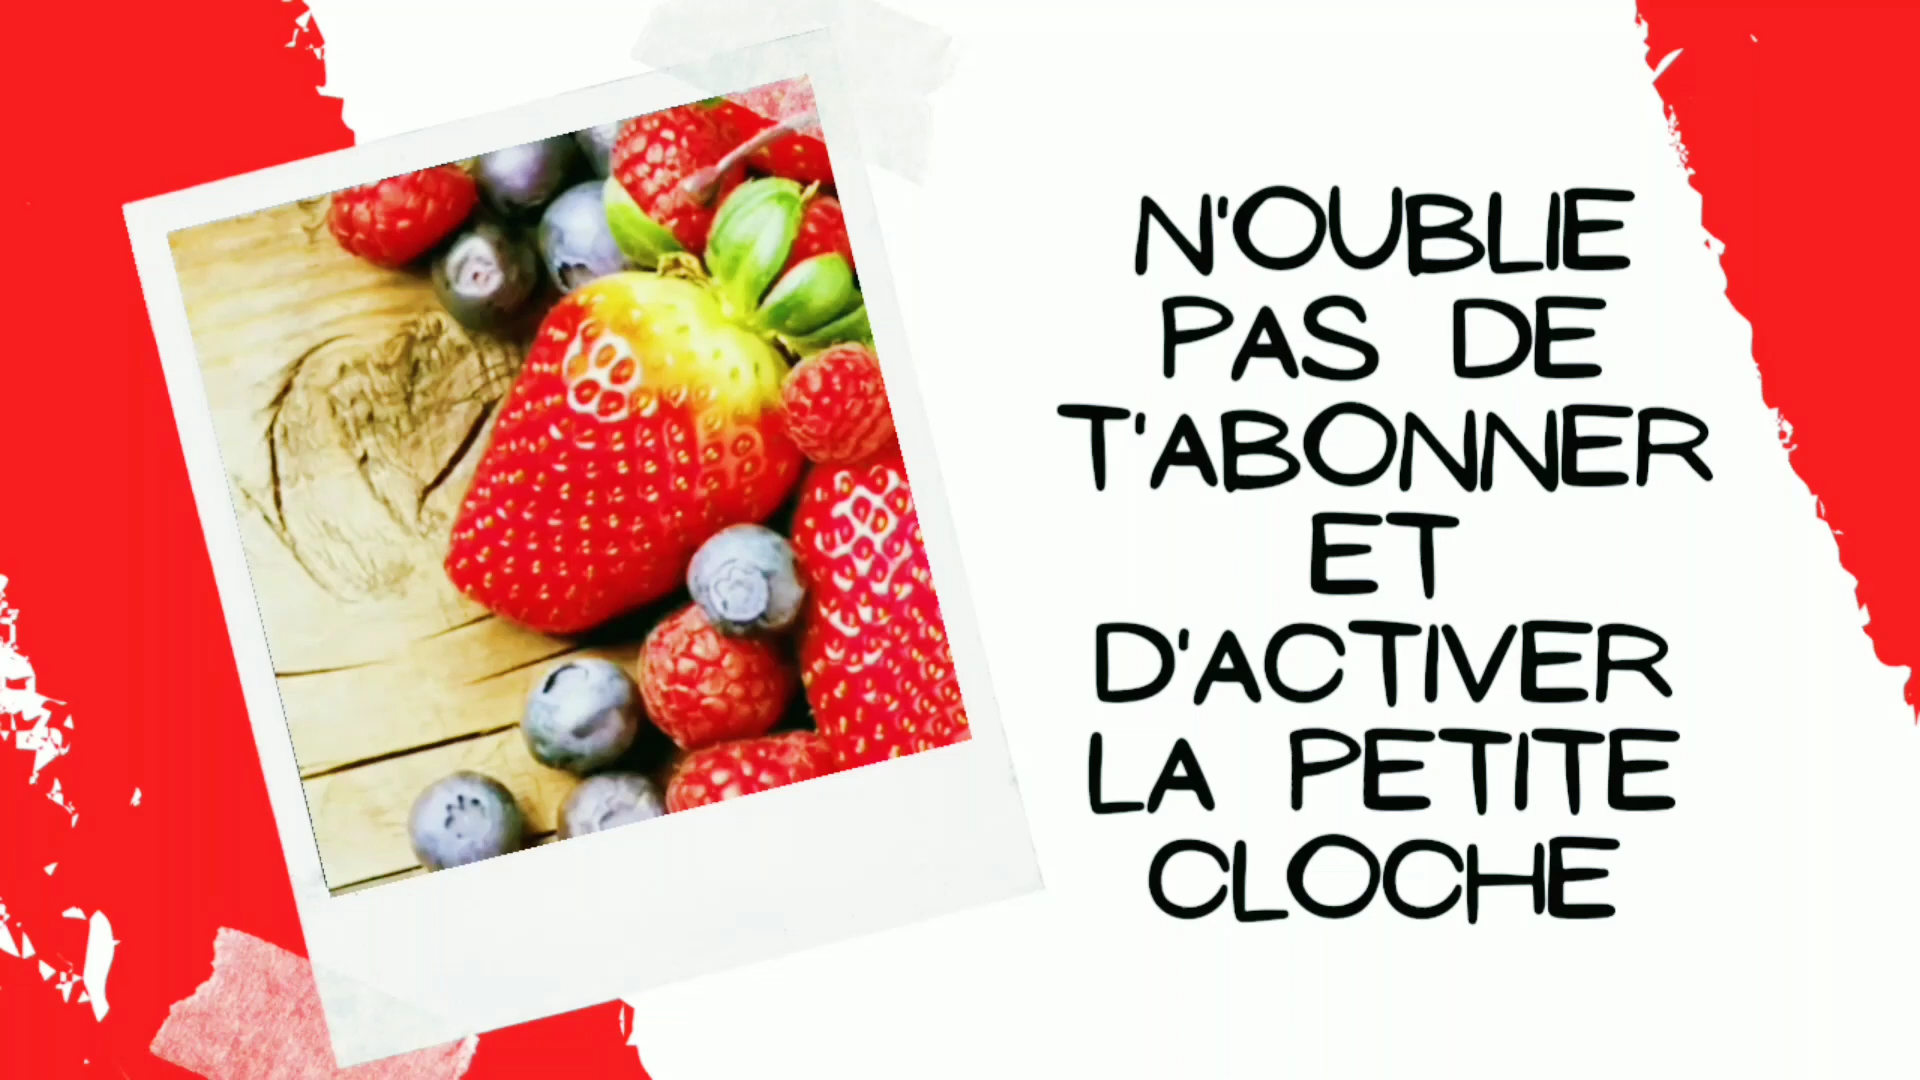 N'OUBLIE
PAS DE
T'ABONNER
ET
D'ACTIVER
LA PETITE
CLOCHE